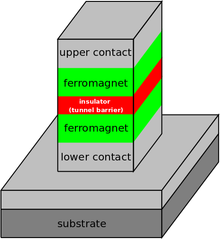 upper contact
ferromagnet
insulator
(tunnel barrier)
ferromagnet
lower contact
substrate